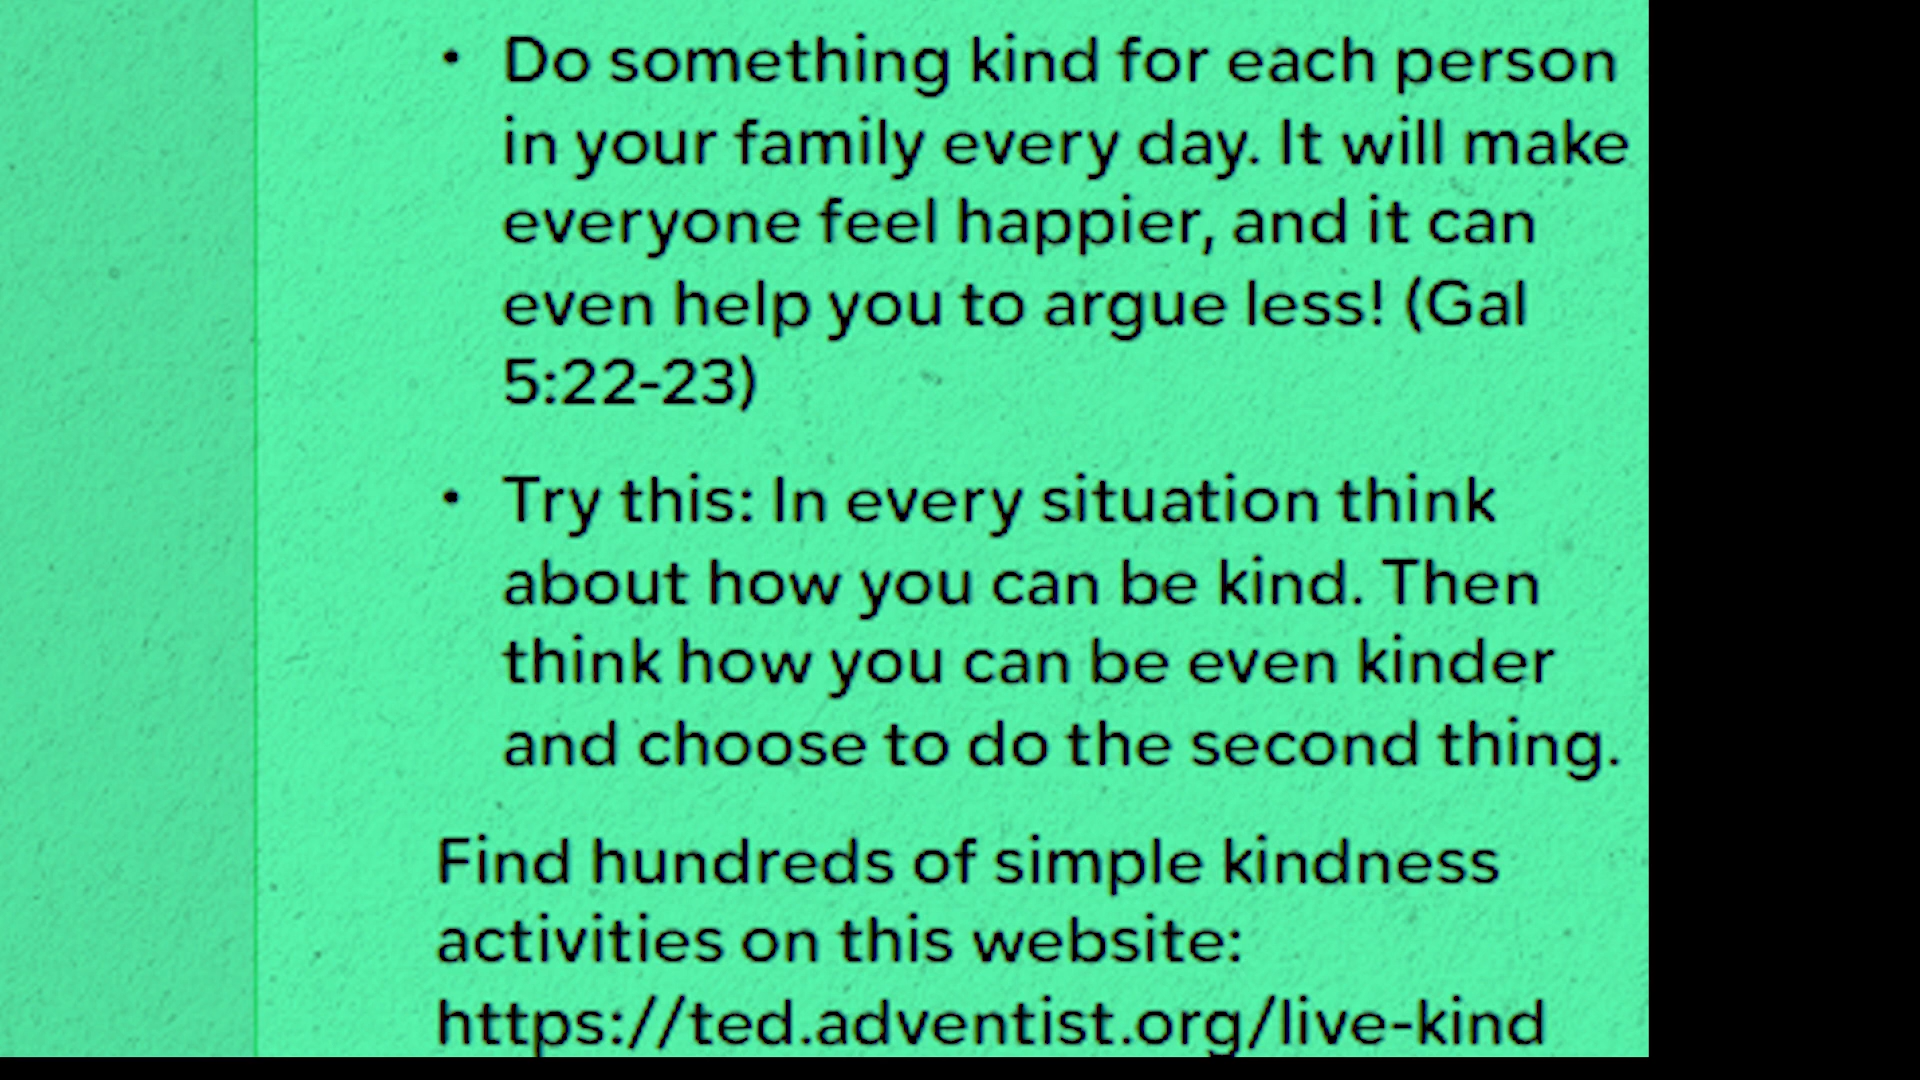 • Do something kind for each person
in your family every day. It will make
everyone feel happier, and it can
even help you to argue less! (Gal
5:22-23)
• Try this: In every situation think
about how you can be kind. Then
think how you can be even kinder
and choose to do the second thing.
Find hundreds of simple kindness
activities on this website:
https://ted.adventist.org/live-kind